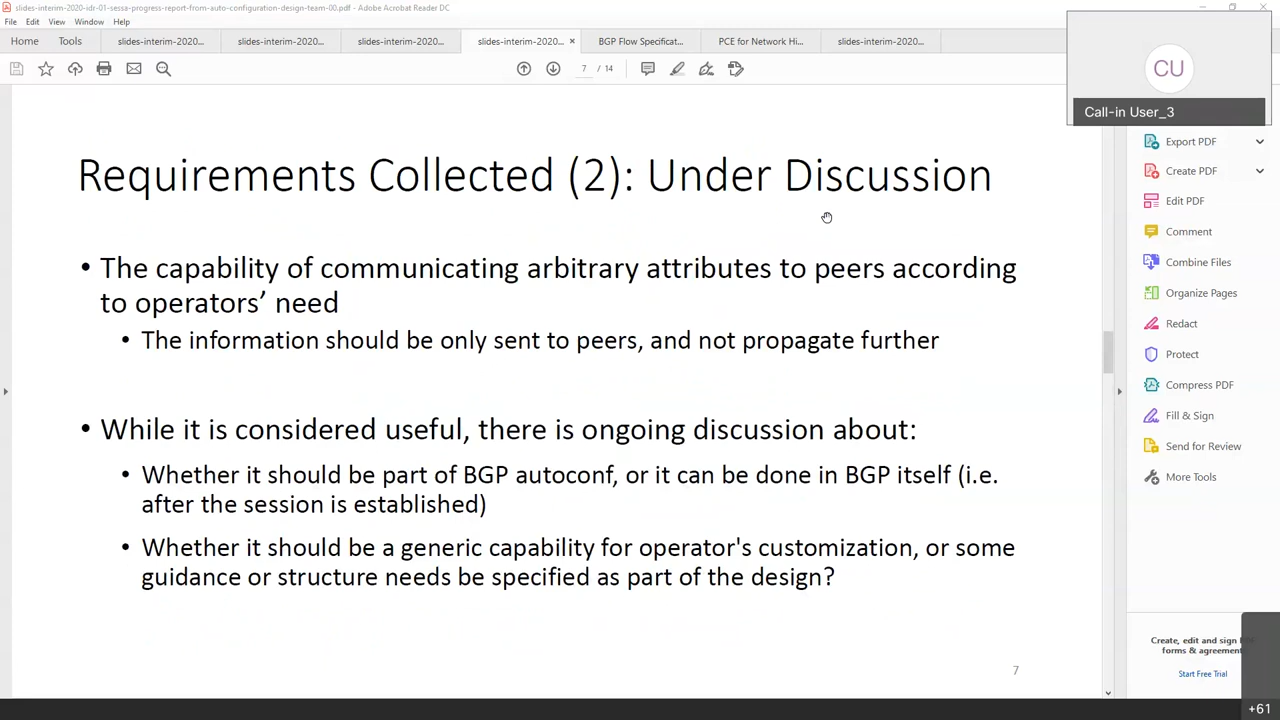 slides-interim-2020-idr-01-sessa-progress-report-from-auto-configuration-design-team-00.pdf - Adobe Acrobat Reader DC
File Edit View Window Help
Home Tools slides-interim-2020... slides-interim-2020... slides-interim-2020... slides-interim-2020... × BGP Flow Specificat... PCE for Network Hi... slides-interim-2020...
7 / 14
CU
Call-in User_3
Requirements Collected (2): Under Discussion
• The capability of communicating arbitrary attributes to peers according
to operators’ need
• The information should be only sent to peers, and not propagate further
• While it is considered useful, there is ongoing discussion about:
• Whether it should be part of BGP autoconf, or it can be done in BGP itself (i.e.
after the session is established)
• Whether it should be a generic capability for operator's customization, or some
guidance or structure needs be specified as part of the design?
7
Export PDF
Create PDF
Edit PDF
Comment
Combine Files
Organize Pages
Redact
Protect
Compress PDF
Fill & Sign
Send for Review
More Tools
Create, edit and sign
forms & agreement
Start Free Trial
+61